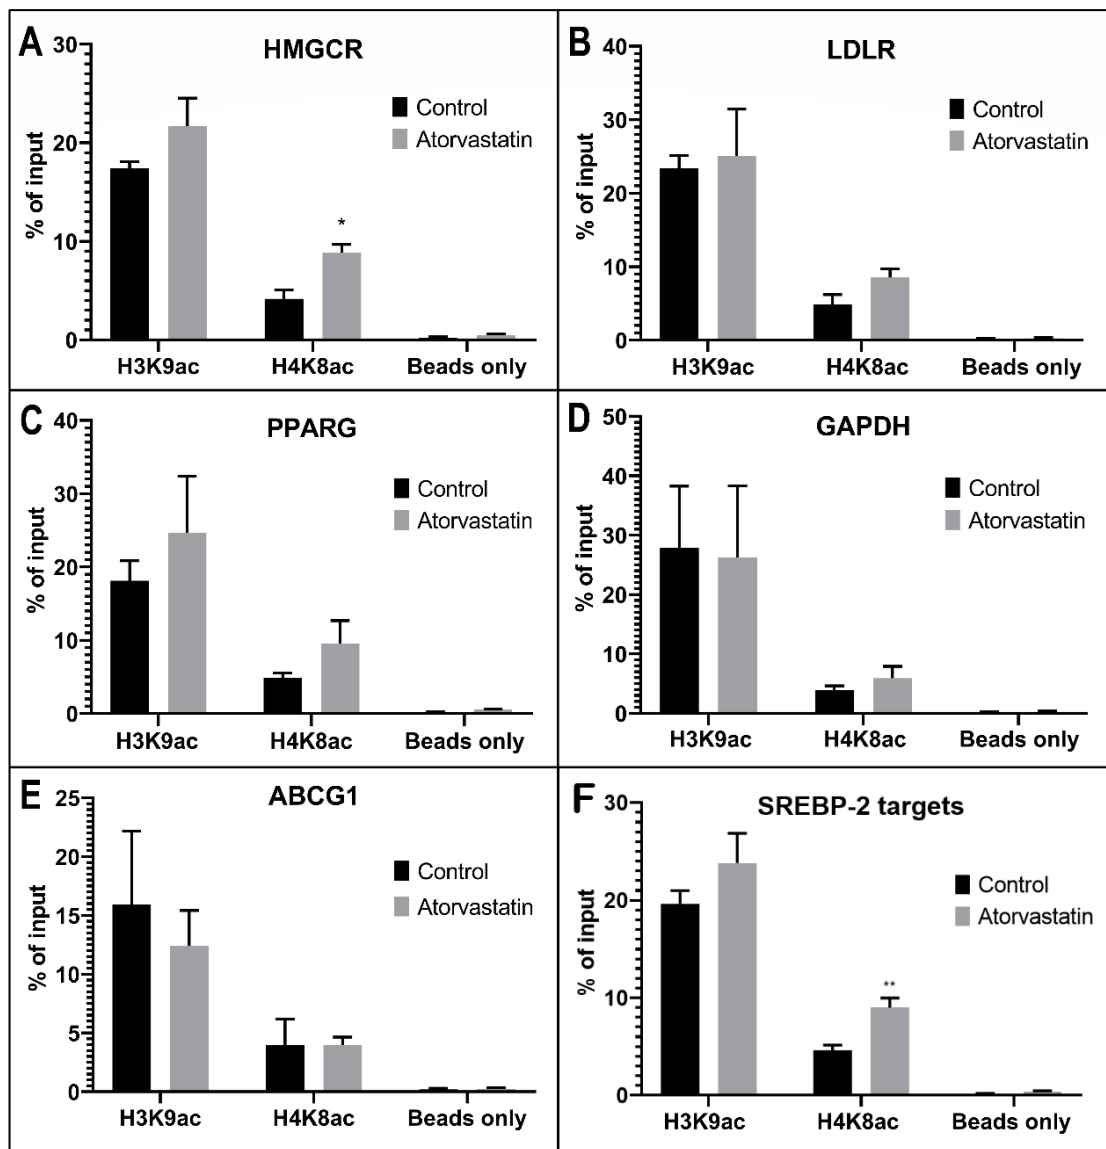 A
HMGCR
30
20
10
0
% of input
Control
Atorvastatin
*
H3K9ac H4K8ac Beads only
B
LDLR
40
30
20
10
0
% of input
Control
Atorvastatin
H3K9ac H4K8ac Beads only
C
PPARG
40
30
20
10
0
% of input
Control
Atorvastatin
H3K9ac H4K8ac Beads only
D
GAPDH
50
40
30
20
10
0
% of input
Control
Atorvastatin
H3K9ac H4K8ac Beads only
E
ABCG1
25
20
15
10
5
0
% of input
Control
Atorvastatin
H3K9ac H4K8ac Beads only
F
SREBP-2 targets
30
20
10
0
% of input
Control
Atorvastatin
**
H3K9ac H4K8ac Beads only